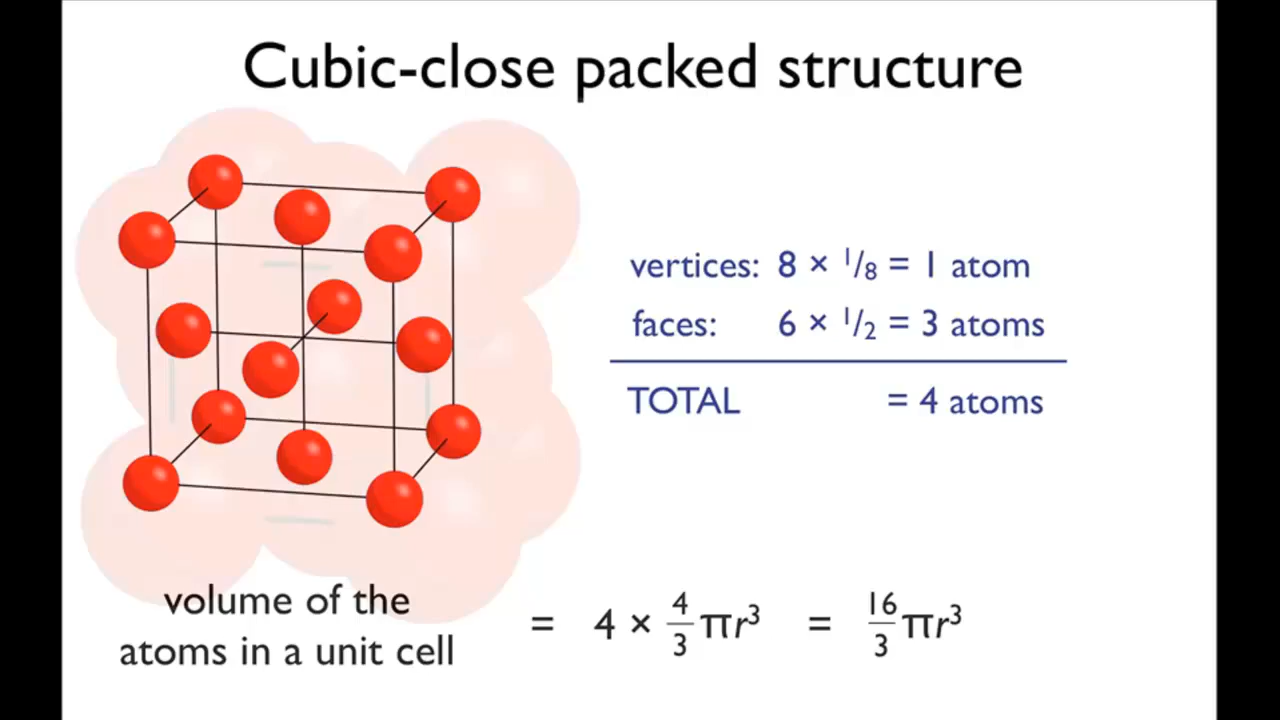 Cubic-close packed structure
vertices: 8 × 1/8 = 1 atom
faces: 6 × 1/2 = 3 atoms
TOTAL = 4 atoms
volume of the
atoms in a unit cell = 4 × 4/3 πr³ = 16/3 πr³